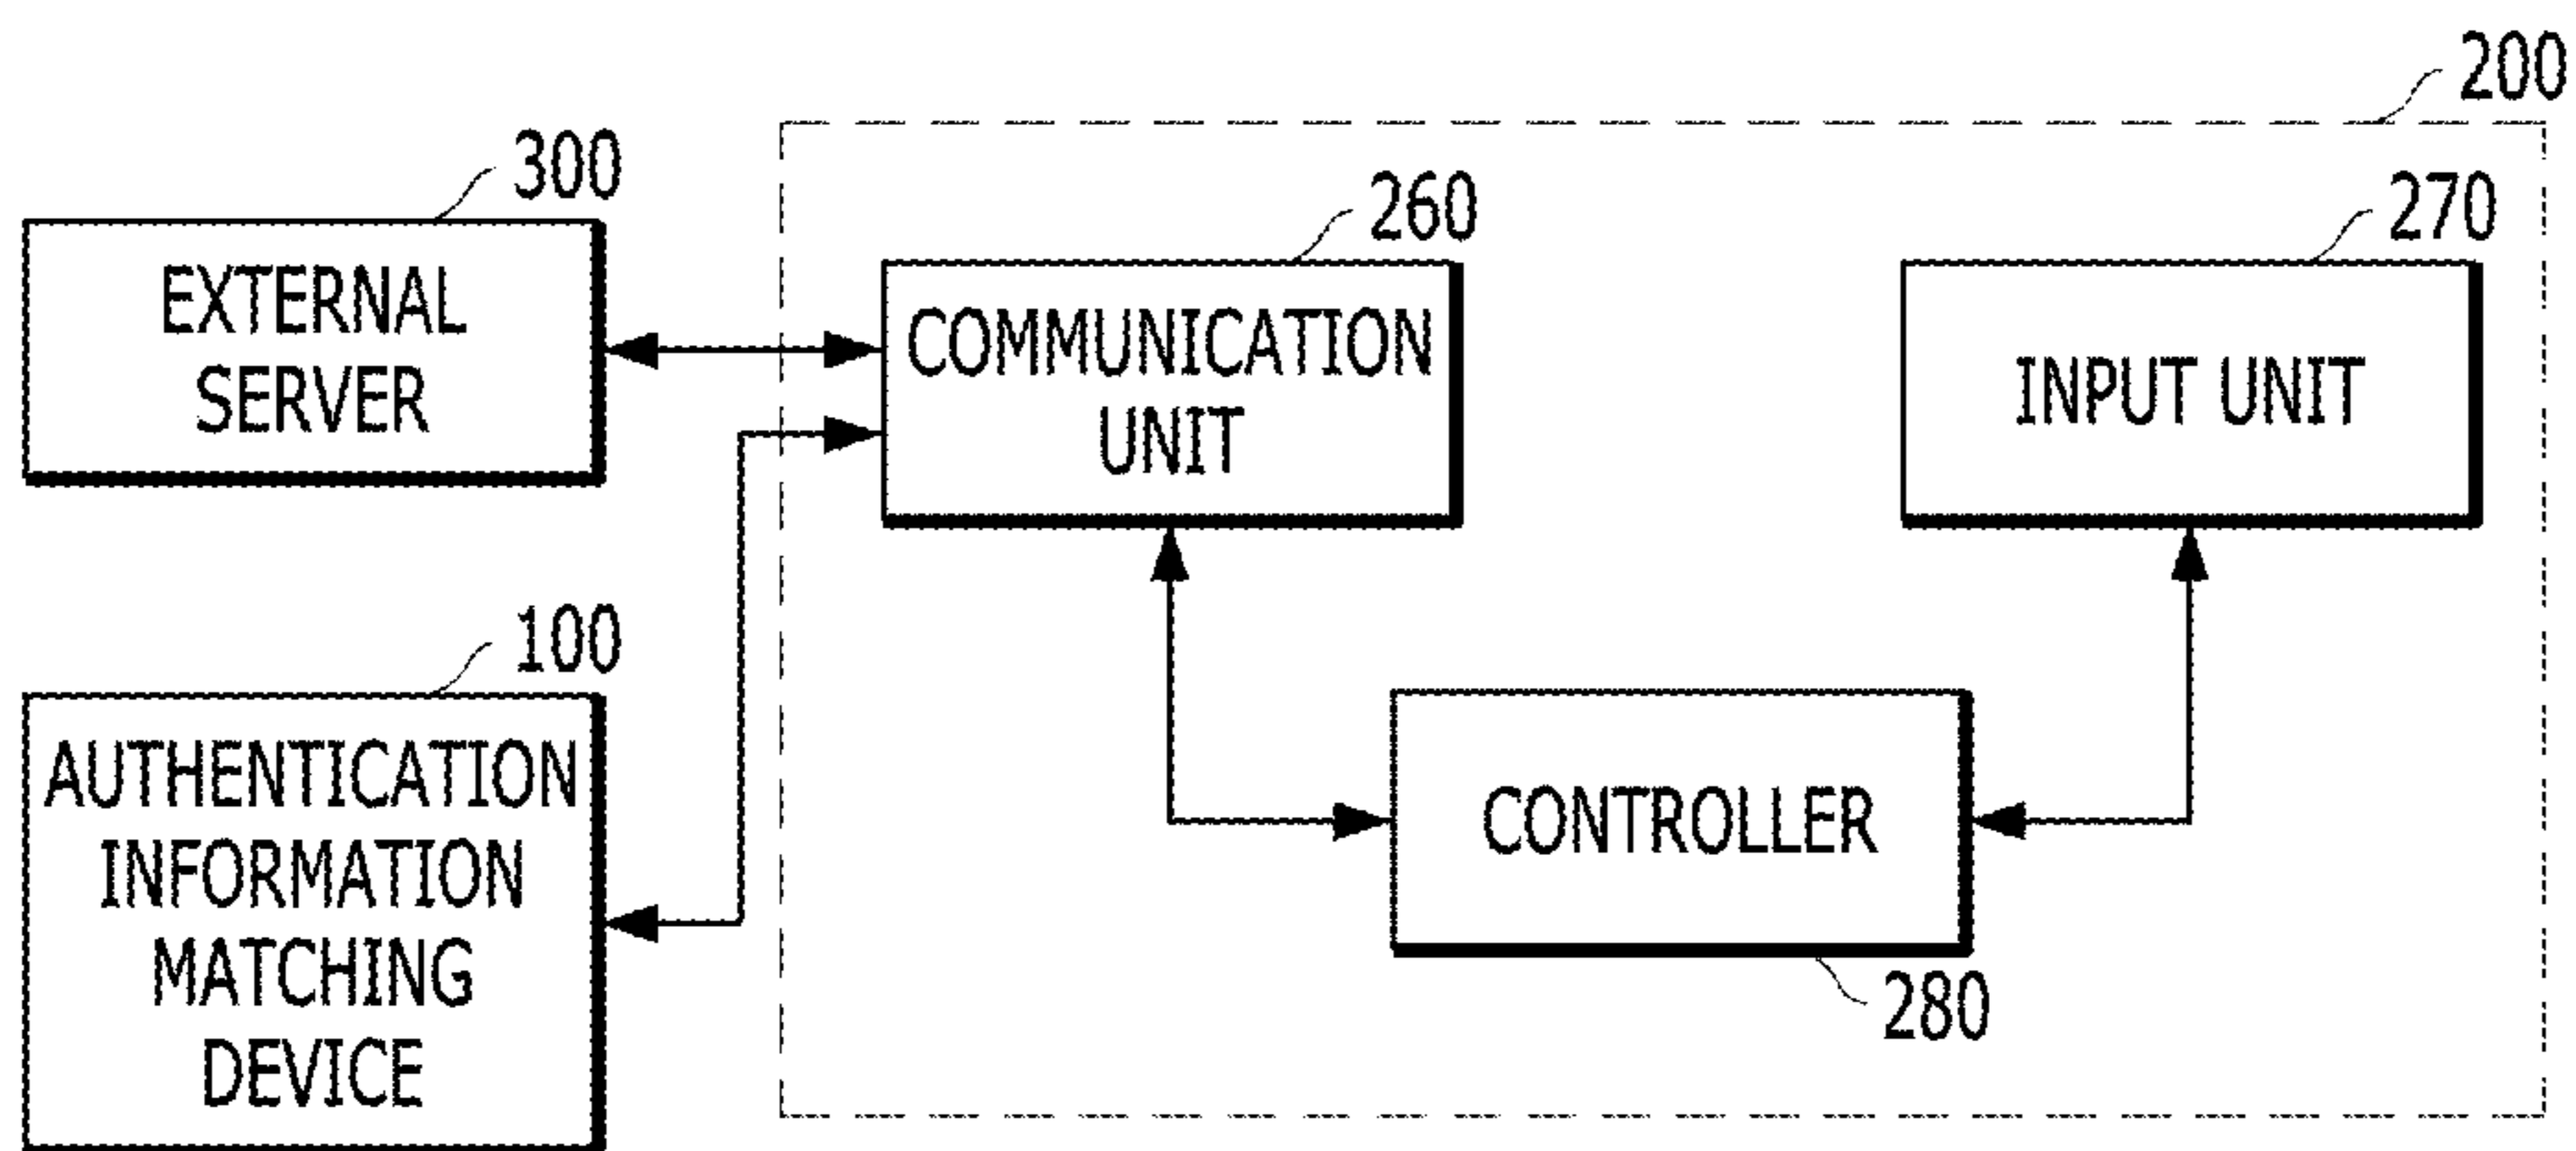 200
300
EXTERNAL
SERVER
260
COMMUNICATION
UNIT
270
INPUT UNIT
100
AUTHENTICATION
INFORMATION
MATCHING
DEVICE
CONTROLLER
280